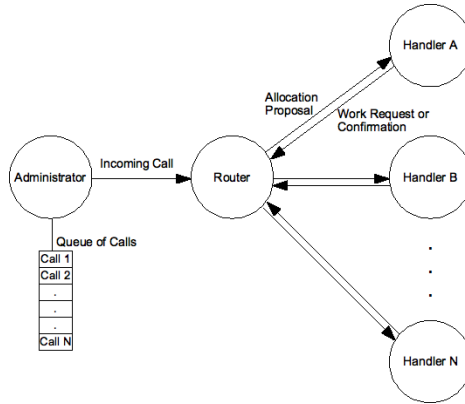 Handler A
Allocation
Proposal
Work Request or
Confirmation
Incoming Call
Administrator
Router
Handler B
Queue of Calls
Call 1
Call 2
.
.
.
Call N
.
.
.
Handler N